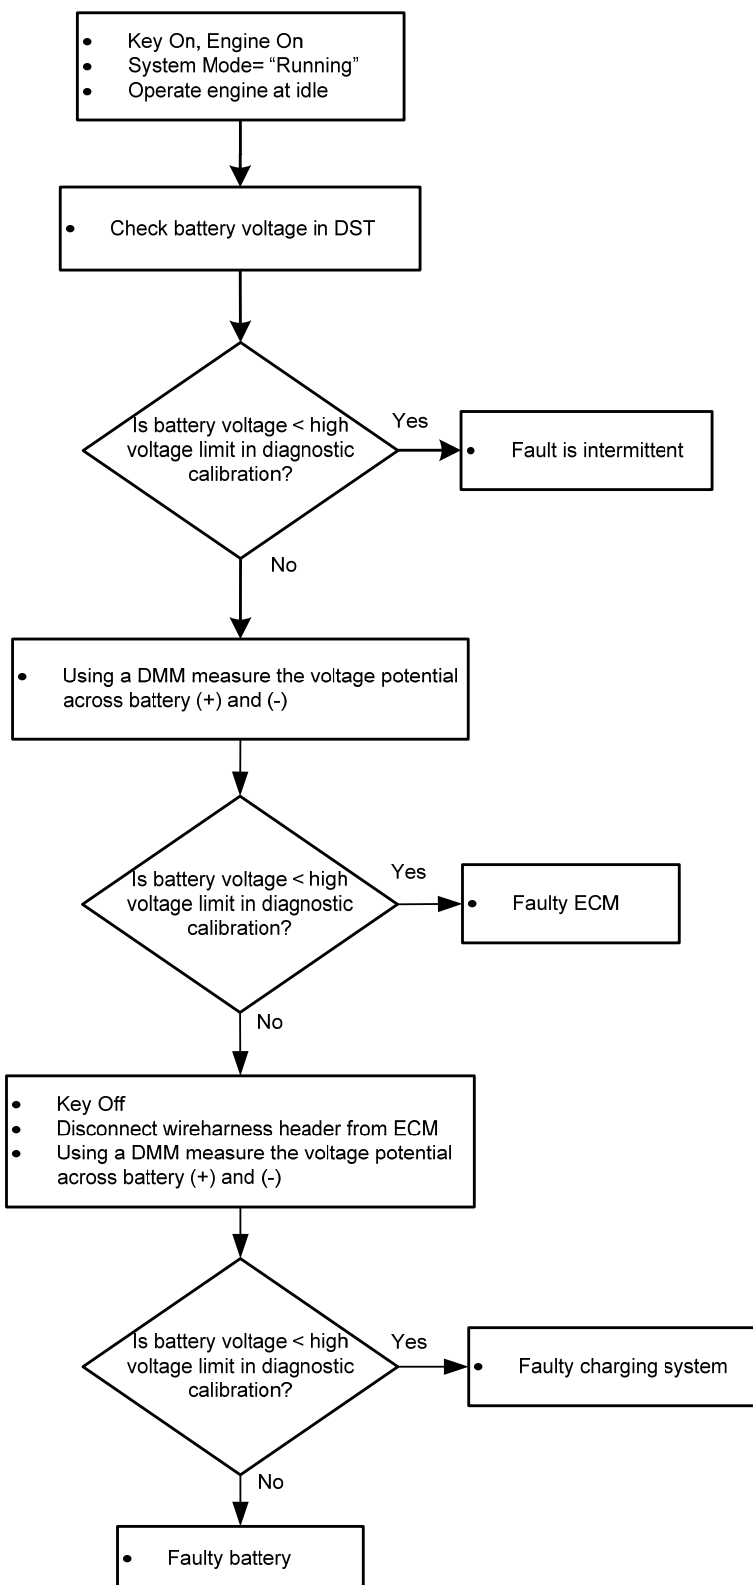 • Key On, Engine On
• System Mode= “Running”
• Operate engine at idle
• Check battery voltage in DST
Is battery voltage < high
voltage limit in diagnostic
calibration?
Yes
• Fault is intermittent
No
• Using a DMM measure the voltage potential
across battery (+) and (-)
Is battery voltage < high
voltage limit in diagnostic
calibration?
Yes
• Faulty ECM
No
• Key Off
• Disconnect wireharness header from ECM
• Using a DMM measure the voltage potential
across battery (+) and (-)
Is battery voltage < high
voltage limit in diagnostic
calibration?
Yes
• Faulty charging system
No
• Faulty battery